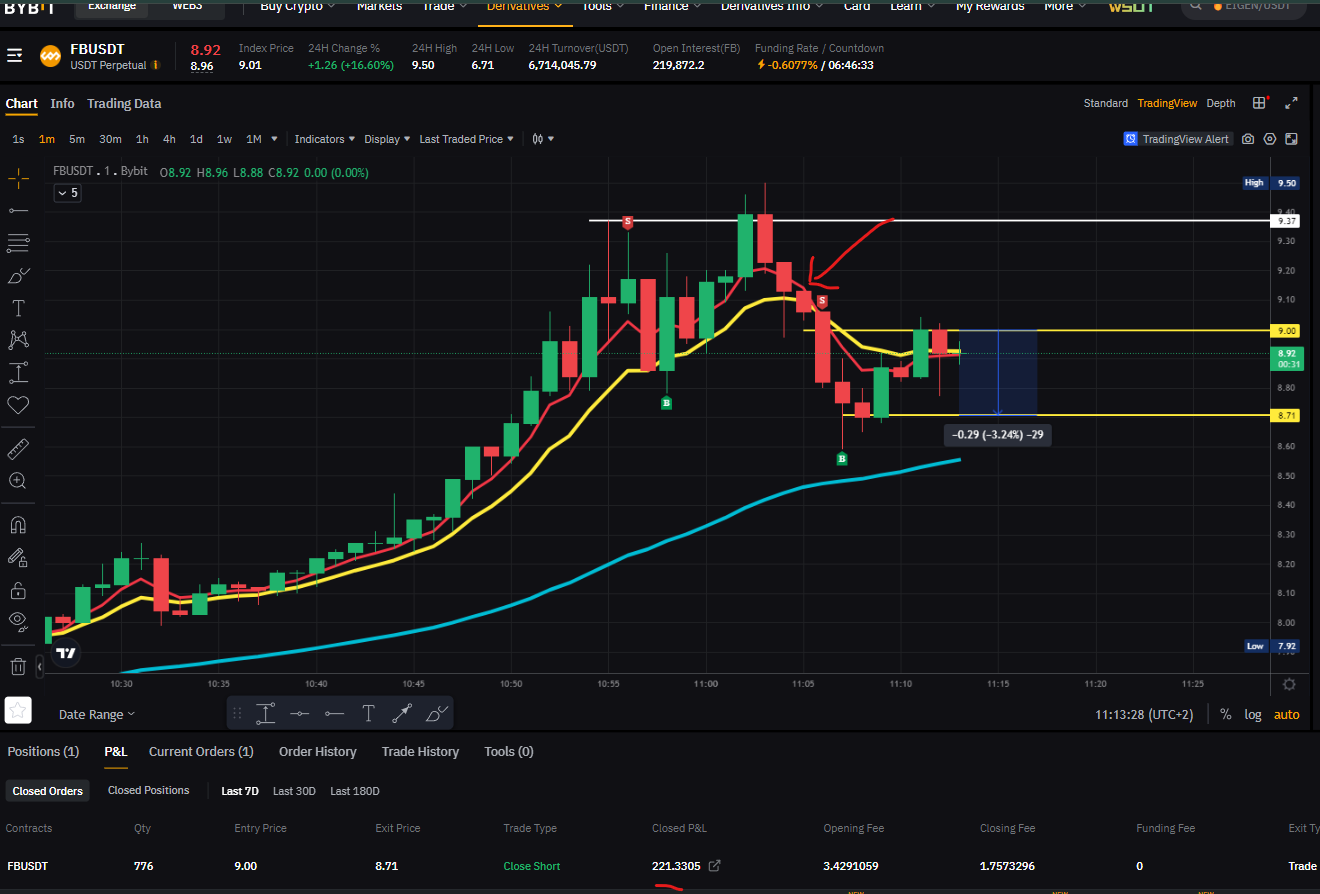 BYBIT Exchange WEB3 Buy Crypto Markets Trade Derivatives Tools Finance Derivatives Info Card Learn My Rewards More WSOT EIGEN/USDT
FBUSDT 8.92 Index Price 24H Change % 24H High 24H Low 24H Turnover(USDT) Open Interest(FB) Funding Rate / Countdown
USDT Perpetual 8.96 9.01 +1.26 (+16.60%) 9.50 6.71 6,714,045.79 219,872.2 -0.6077% / 06:46:33
Chart Info Trading Data Standard TradingView Depth
1s 1m 5m 30m 1h 4h 1d 1w 1M Indicators Display Last Traded Price TradingView Alert
FBUSDT . 1 . Bybit O8.92 H8.96 L8.88 C8.92 0.00 (0.00%)
5
High 9.50
9.40
S 9.37
9.30
9.20
S 9.10
9.00
8.92
00:31
8.80
B
8.71
-0.29 (-3.24%) -29
8.60
B
8.50
8.40
8.30
8.20
8.10
8.00
Low 7.92
10:30 10:35 10:40 10:45 10:50 10:55 11:00 11:05 11:10 11:15 11:20 11:25
Date Range 11:13:28 (UTC+2) % log auto
Positions (1) P&L Current Orders (1) Order History Trade History Tools (0)
Closed Orders Closed Positions Last 7D Last 30D Last 180D
Contracts Qty Entry Price Exit Price Trade Type Closed P&L Opening Fee Closing Fee Funding Fee Exit Ty
FBUSDT 776 9.00 8.71 Close Short 221.3305 3.4291059 1.7573296 0 Trade